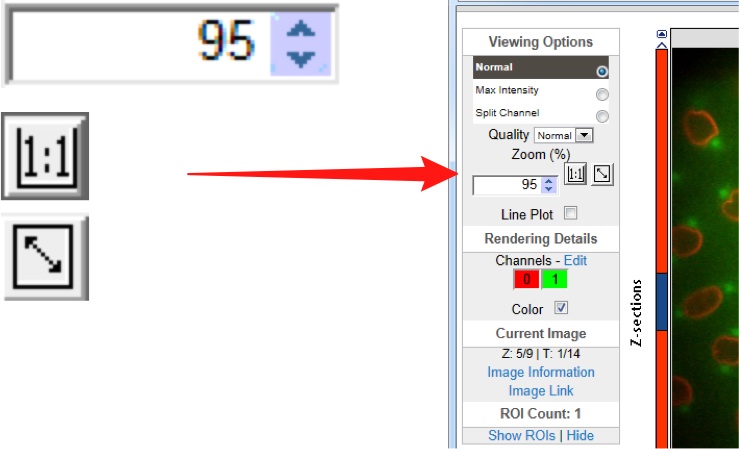 95
1:1
Viewing Options
Normal
Max Intensity
Split Channel
Quality Normal
Zoom (%)
95 1:1
Line Plot
Rendering Details
Channels - Edit
0 1
Color
Current Image
Z: 5/9 | T: 1/14
Image Information
Image Link
ROI Count: 1
Show ROIs | Hide
Z-sections